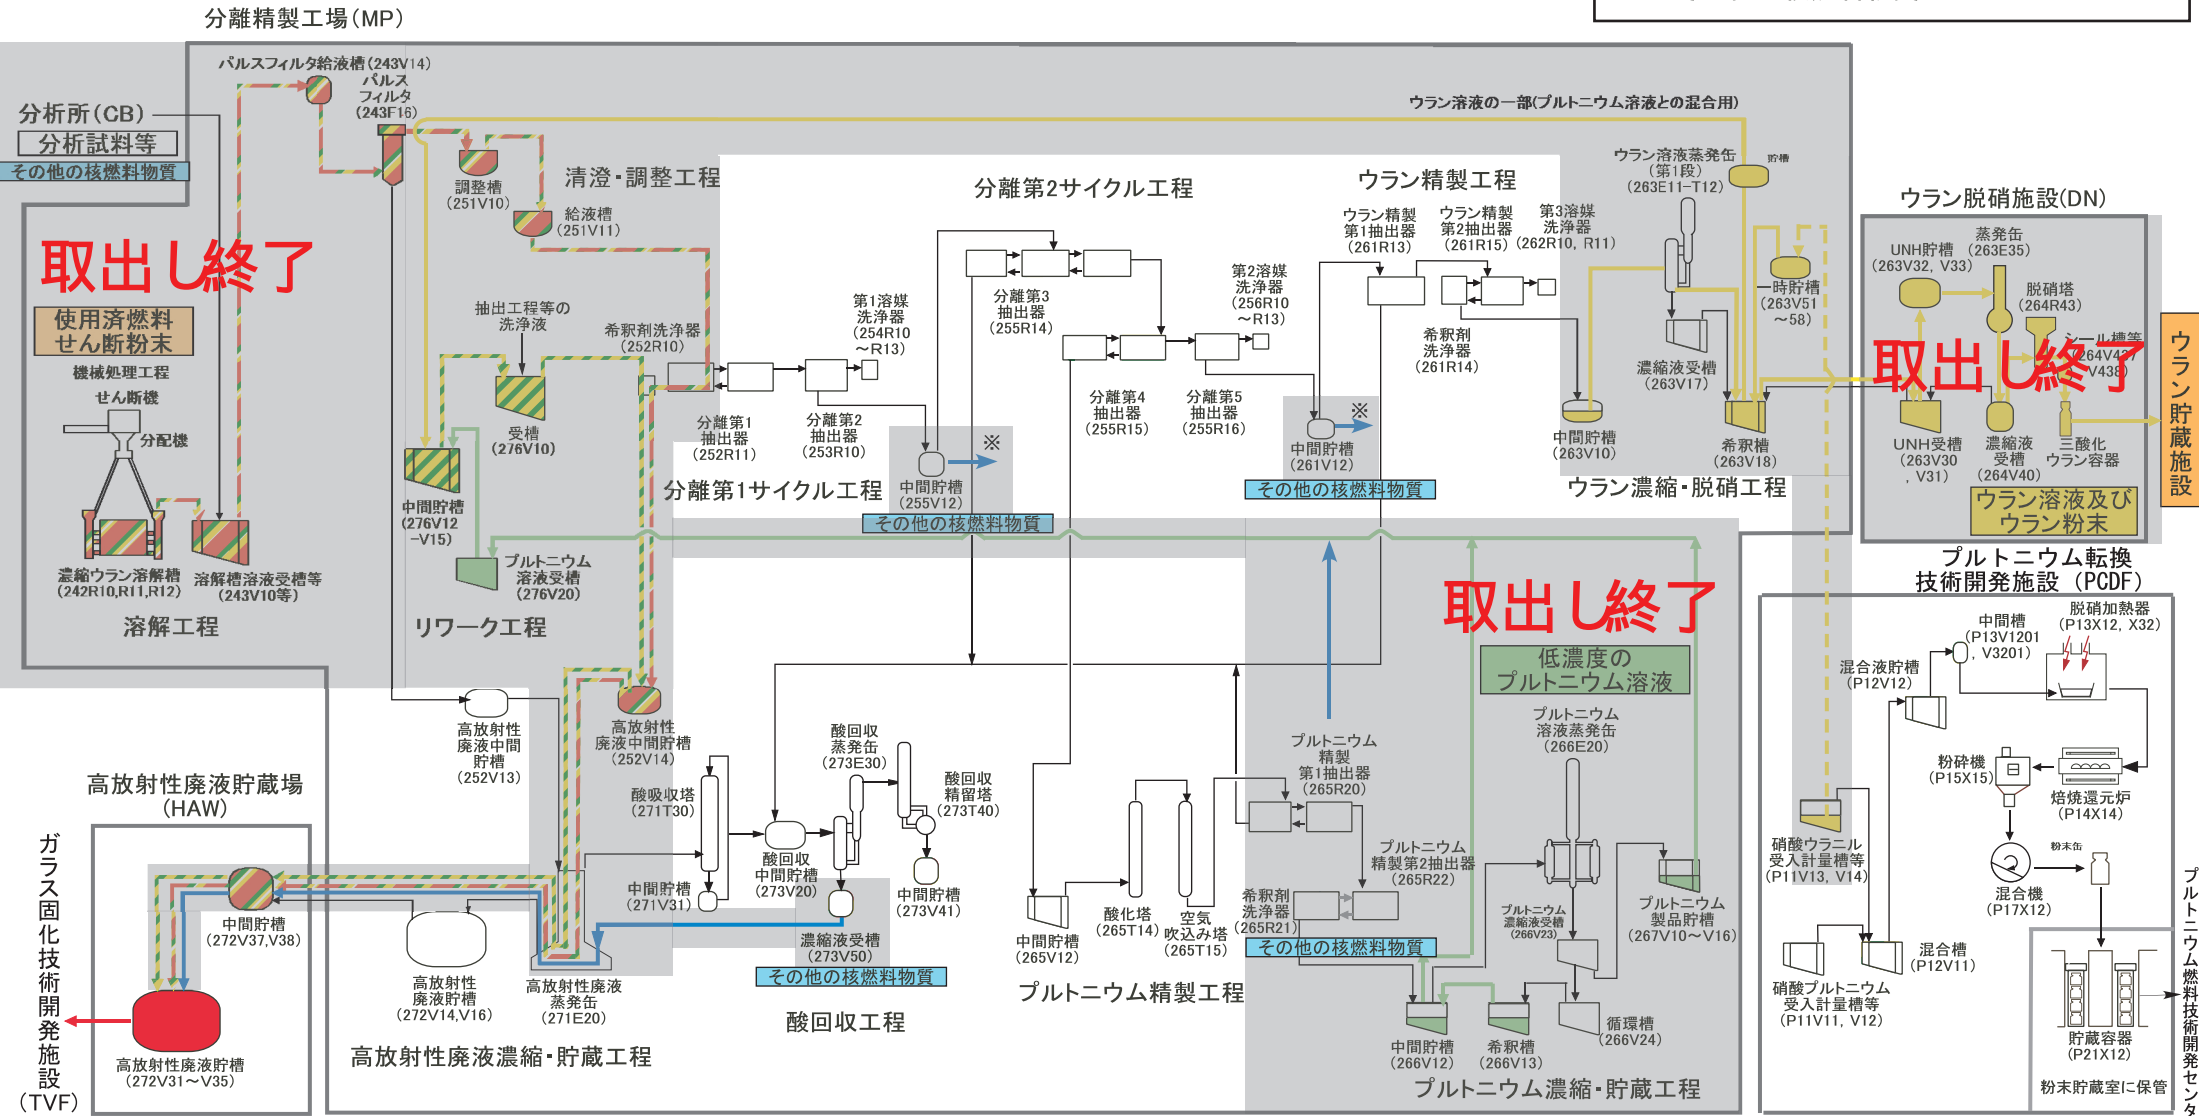 分離精製工場(MP)
パルスフィルタ給液槽(243V14)
パルス
フィルタ
(243F16)
分析所(CB)
分析試料等
その他の核燃料物質
取出し終了
使用済燃料
せん断粉末
機械処理工程
せん断機
分配機
濃縮ウラン溶解槽
(242R10,R11,R12)
溶解槽溶液受槽等
(243V10等)
溶解工程
調整槽
(251V10)
給液槽
(251V11)
清澄・調整工程
抽出工程等の
洗浄液
受槽
(276V10)
中間貯槽
(276V12
-V15)
プルトニウム
溶液受槽
(276V20)
リワーク工程
希釈剤洗浄器
(252R10)
分離第1
抽出器
(252R11)
分離第2
抽出器
(253R10)
第1溶媒
洗浄器
(254R10
～R13)
分離第1サイクル工程
※
中間貯槽
(255V12)
その他の核燃料物質
分離第2サイクル工程
分離第3
抽出器
(255R14)
分離第4
抽出器
(255R15)
分離第5
抽出器
(255R16)
第2溶媒
洗浄器
(256R10
～R13)
※
中間貯槽
(261V12)
その他の核燃料物質
ウラン精製工程
ウラン精製
第1抽出器
(261R13)
ウラン精製
第2抽出器
(261R15)
第3溶媒
洗浄器
(262R10, R11)
希釈剤
洗浄器
(261R14)
ウラン溶液の一部(プルトニウム溶液との混合用)
ウラン溶液蒸発缶
(第1段)
(263E11-T12)
貯槽
一時貯槽
(263V51
～58)
濃縮液受槽
(263V17)
中間貯槽
(263V10)
希釈槽
(263V18)
ウラン濃縮・脱硝工程
ウラン脱硝施設(DN)
UNH貯槽
(263V32, V33)
蒸発缶
(263E35)
脱硝塔
(264R43)
シール槽等
取出し終了
UNH受槽
(263V30
, V31)
濃縮液
受槽
(264V40)
三酸化
ウラン容器
ウラン溶液及び
ウラン粉末
ウラン貯蔵施設
プルトニウム転換
技術開発施設 (PCDF)
中間槽
(P13V1201
, V3201)
脱硝加熱器
(P13X12, X32)
混合液貯槽
(P12V12)
粉砕機
(P15X15)
焙焼還元炉
(P14X14)
硝酸ウラニル
受入計量槽等
(P11V13, V14)
混合機
(P17X12)
粉末缶
混合槽
(P12V11)
硝酸プルトニウム
受入計量槽等
(P11V11, V12)
貯蔵容器
(P21X12)
粉末貯蔵室に保管
プルトニウム燃料技術開発センタ
高放射性
廃液中間
貯槽
(252V13)
高放射性
廃液中間貯槽
(252V14)
高放射性廃液貯蔵場
(HAW)
ガラス固化技術開発施設
(TVF)
中間貯槽
(272V37,V38)
高放射性廃液貯槽
(272V31～V35)
高放射性
廃液貯槽
(272V14,V16)
高放射性廃液
蒸発缶
(271E20)
高放射性廃液濃縮・貯蔵工程
酸吸収塔
(271T30)
中間貯槽
(271V31)
酸回収
蒸発缶
(273E30)
酸回収
中間貯槽
(273V20)
酸回収
精留塔
(273T40)
中間貯槽
(273V41)
濃縮液受槽
(273V50)
その他の核燃料物質
酸回収工程
中間貯槽
(265V12)
酸化塔
(265T14)
空気
吹込み塔
(265T15)
プルトニウム精製工程
プルトニウム
精製
第1抽出器
(265R20)
プルトニウム
精製第2抽出器
(265R22)
希釈剤
洗浄器
(265R21)
その他の核燃料物質
取出し終了
低濃度の
プルトニウム溶液
プルトニウム
溶液蒸発缶
(266E20)
プルトニウム
濃縮液受槽
(266V23)
プルトニウム
製品貯槽
(267V10～V16)
循環槽
(266V24)
中間貯槽
(266V12)
希釈槽
(266V13)
プルトニウム濃縮・貯蔵工程